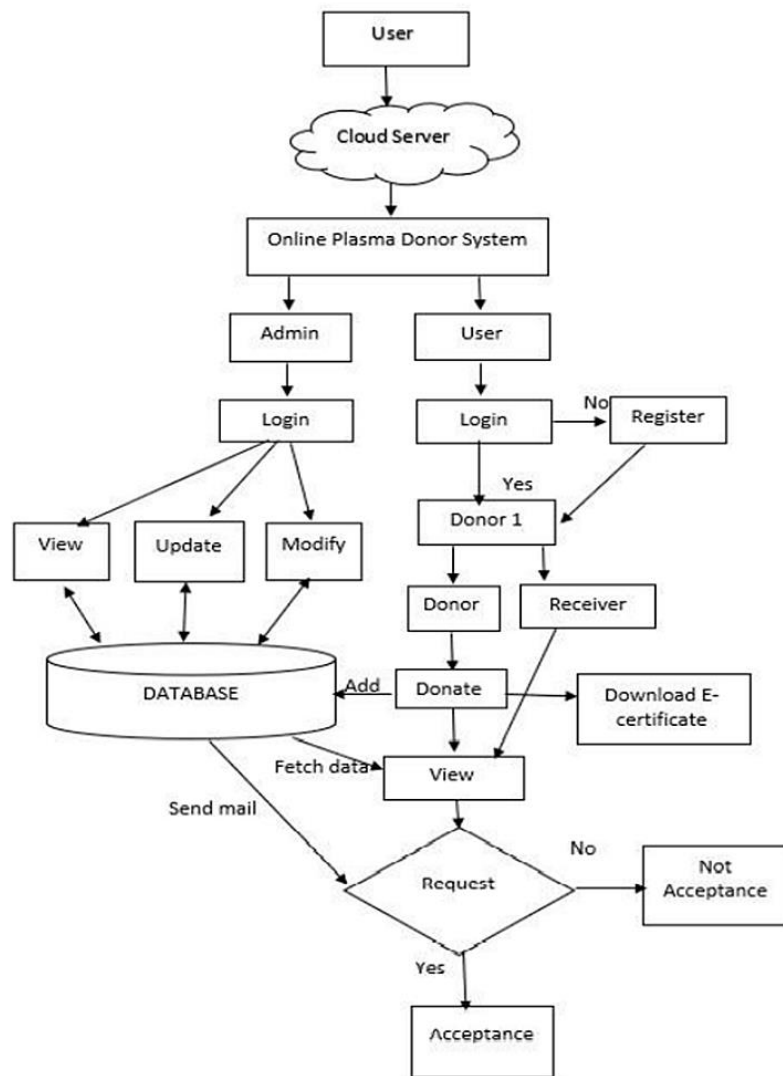 User
Cloud Server
Online Plasma Donor System
Admin
User
Login
Login
No
Register
Yes
View
Update
Modify
Donor 1
Donor
Receiver
DATABASE
Add
Donate
Download E-
certificate
Fetch data
View
Send mail
Request
No
Not
Acceptance
Yes
Acceptance